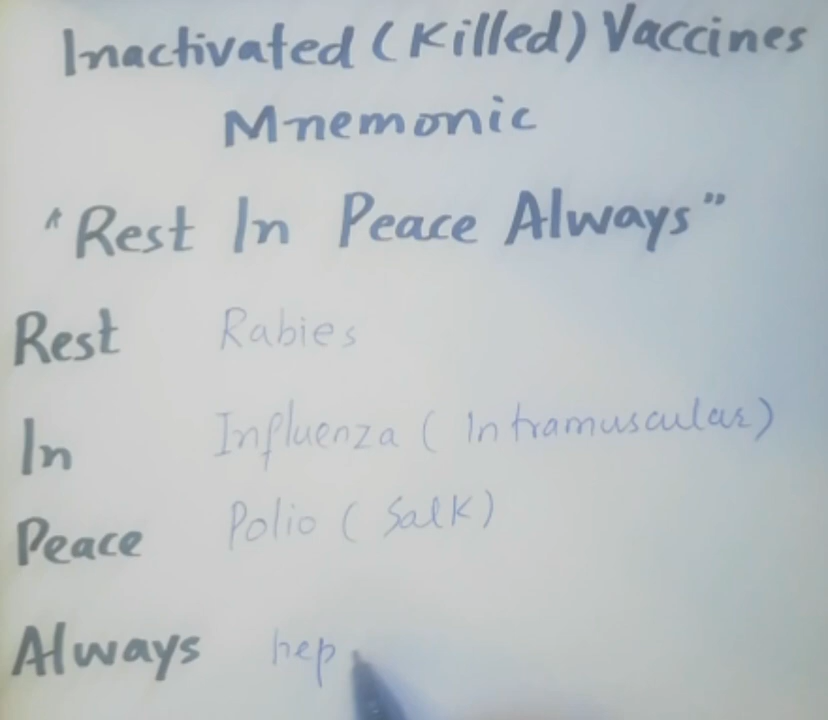 Inactivated (Killed) Vaccines
Mnemonic
"Rest In Peace Always"
Rest Rabies
In Influenza (Intramuscular)
Peace Polio (Salk)
Always hep